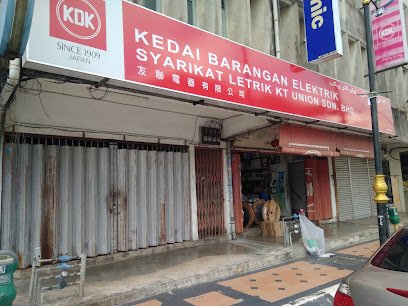 KDK
SINCE 1909
JAPAN
KEDAI BARANGAN ELEKTRIK
SYARIKAT LETRIK KT UNION SDN. BHD.
友聯電器有限公司
nic
KDK